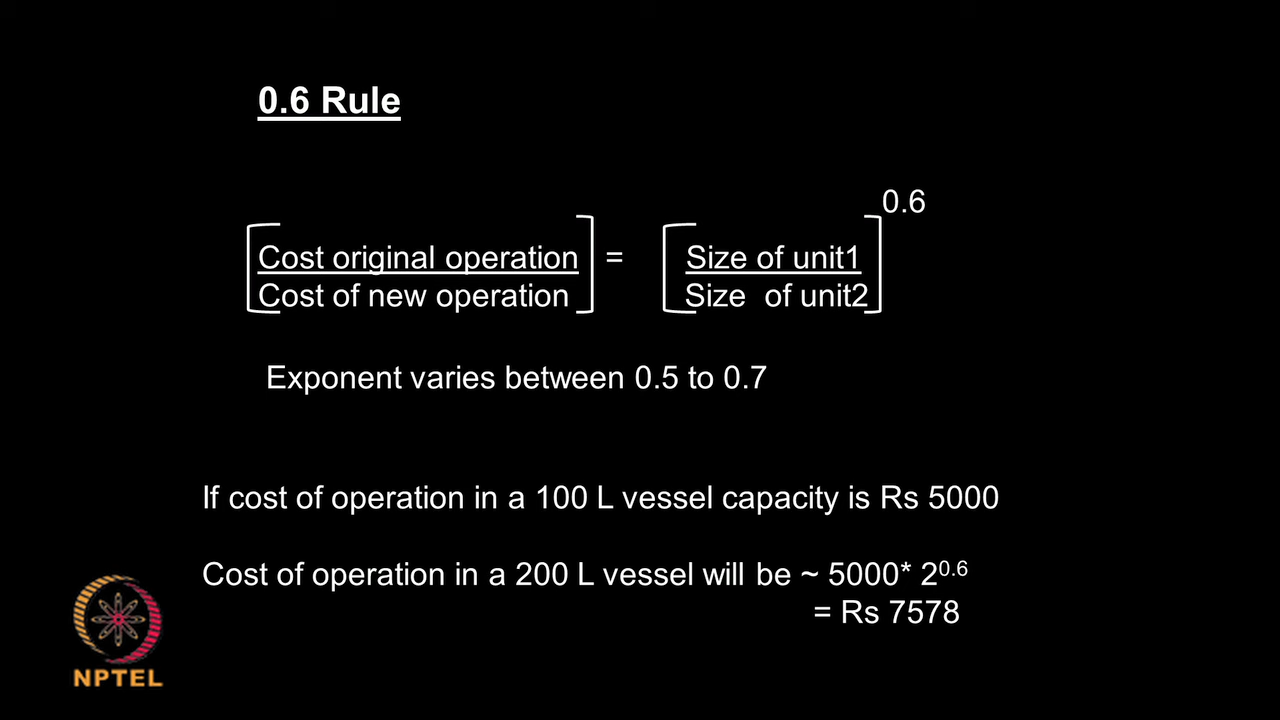 0.6 Rule
0.6
Cost original operation = Size of unit1
Cost of new operation Size of unit2
Exponent varies between 0.5 to 0.7
If cost of operation in a 100 L vessel capacity is Rs 5000
Cost of operation in a 200 L vessel will be ~ 5000* 2^0.6
= Rs 7578
NPTEL